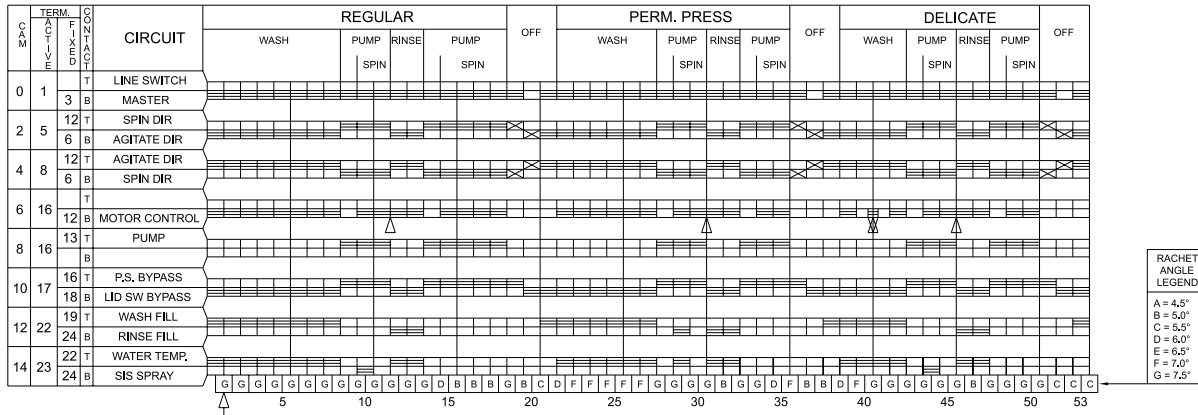 CAM
TERM.
ACTIVE
FIXED
CONTACT
CIRCUIT
REGULAR
PERM. PRESS
DELICATE
WASH PUMP RINSE PUMP OFF WASH PUMP RINSE PUMP OFF WASH PUMP RINSE PUMP OFF
SPIN SPIN SPIN SPIN SPIN SPIN
T LINE SWITCH
0 1
3 B MASTER
12 T SPIN DIR
2 5
6 B AGITATE DIR
12 T AGITATE DIR
4 8
6 B SPIN DIR
T
6 16
12 B MOTOR CONTROL
13 T PUMP
8 16
B
16 T P.S. BYPASS
10 17
18 B LID SW BYPASS
19 T WASH FILL
12 22
24 B RINSE FILL
22 T WATER TEMP.
14 23
24 B SIS SPRAY
G G G G G G G G G G G G G D B B B G B C D F F F F F G G G G B G G D F B B D F G G G G G G B G G G G C C C
5 10 15 20 25 30 35 40 45 50 53
RACHET
ANGLE
LEGEND
A = 4.5°
B = 5.0°
C = 5.5°
D = 6.0°
E = 6.5°
F = 7.0°
G = 7.5°